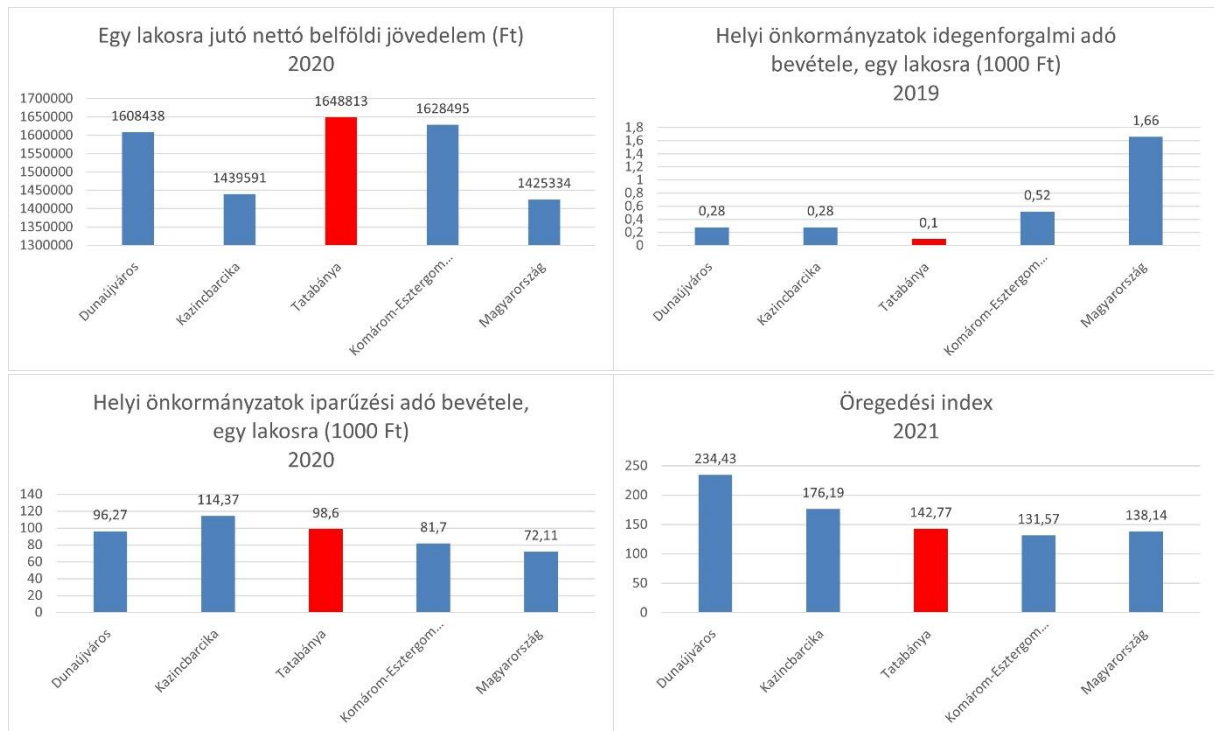 Egy lakosra jutó nettó belföldi jövedelem (Ft)
2020
1700000
1650000
1600000
1550000
1500000
1450000
1400000
1350000
1300000
1608438
1439591
1648813
1628495
1425334
Dunaújváros
Kazincbarcika
Tatabánya
Komárom-Esztergom...
Magyarország
Helyi önkormányzatok idegenforgalmi adó
bevétele, egy lakosra (1000 Ft)
2019
1,8
1,6
1,4
1,2
1
0,8
0,6
0,4
0,2
0
0,28
0,28
0,1
0,52
1,66
Dunaújváros
Kazincbarcika
Tatabánya
Komárom-Esztergom...
Magyarország
Helyi önkormányzatok iparűzési adó bevétele,
egy lakosra (1000 Ft)
2020
140
120
100
80
60
40
20
0
96,27
114,37
98,6
81,7
72,11
Dunaújváros
Kazincbarcika
Tatabánya
Komárom-Esztergom...
Magyarország
Öregedési index
2021
250
200
150
100
50
0
234,43
176,19
142,77
131,57
138,14
Dunaújváros
Kazincbarcika
Tatabánya
Komárom-Esztergom...
Magyarország